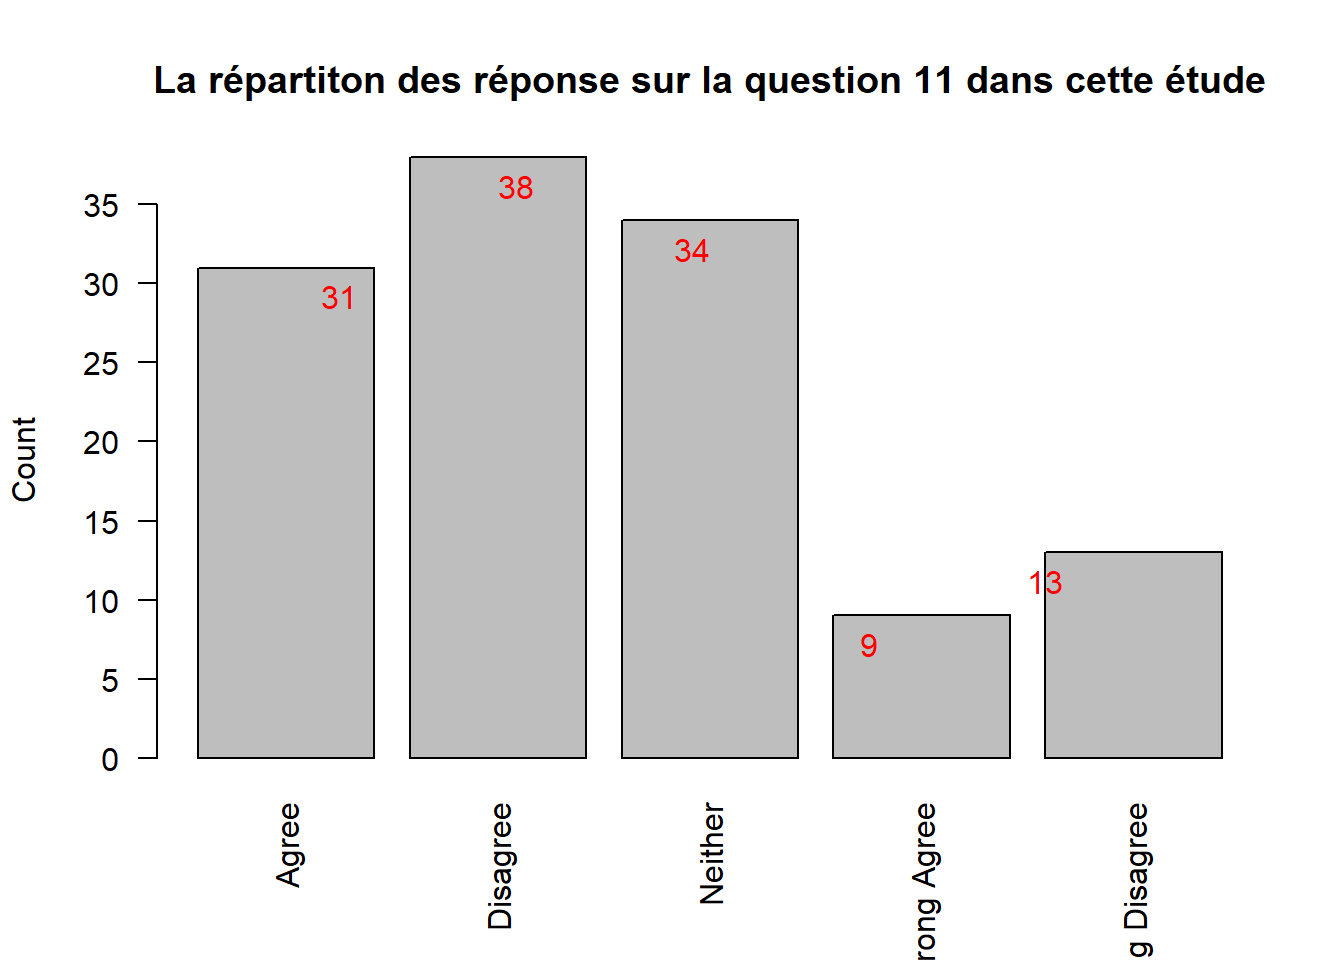 La répartiton des réponse sur la question 11 dans cette étude
Count
35
30
25
20
15
10
5
0
31
38
34
9
13
Agree
Disagree
Neither
rong Agree
g Disagree